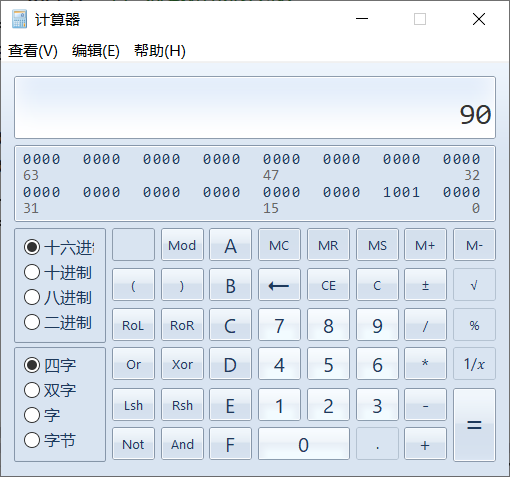 计算器
查看(V) 编辑(E) 帮助(H)
90
0000 0000 0000 0000 0000 0000 0000 0000
63 47 32
0000 0000 0000 0000 0000 0000 1001 0000
31 15 0
十六进制 Mod A MC MR MS M+ M-
十进制 ( ) B ← CE C ± √
八进制 RoL RoR C 7 8 9 / %
二进制
四字 Or Xor D 4 5 6 * 1/x
双字 Lsh Rsh E 1 2 3 - =
字
字节 Not And F 0 . +